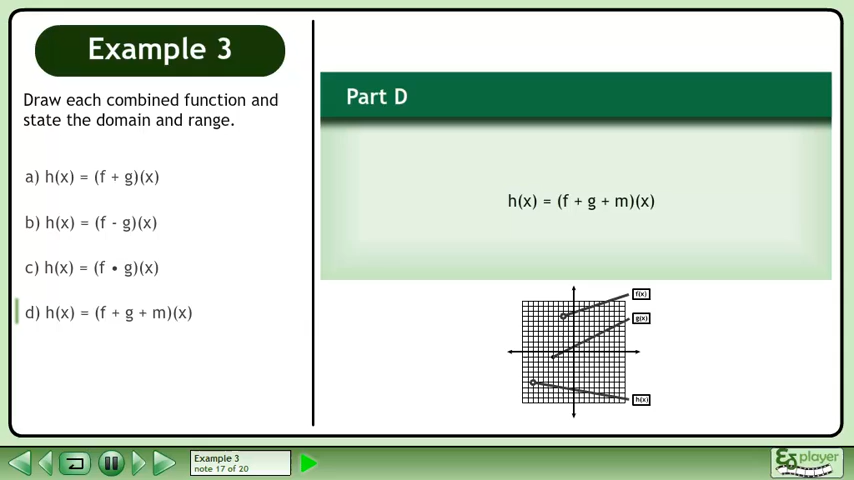 Example 3
Draw each combined function and
state the domain and range.
a) h(x) = (f + g)(x)
b) h(x) = (f - g)(x)
c) h(x) = (f • g)(x)
d) h(x) = (f + g + m)(x)
Part D
h(x) = (f + g + m)(x)
f(x)
g(x)
h(x)
Example 3
note 17 of 20
player